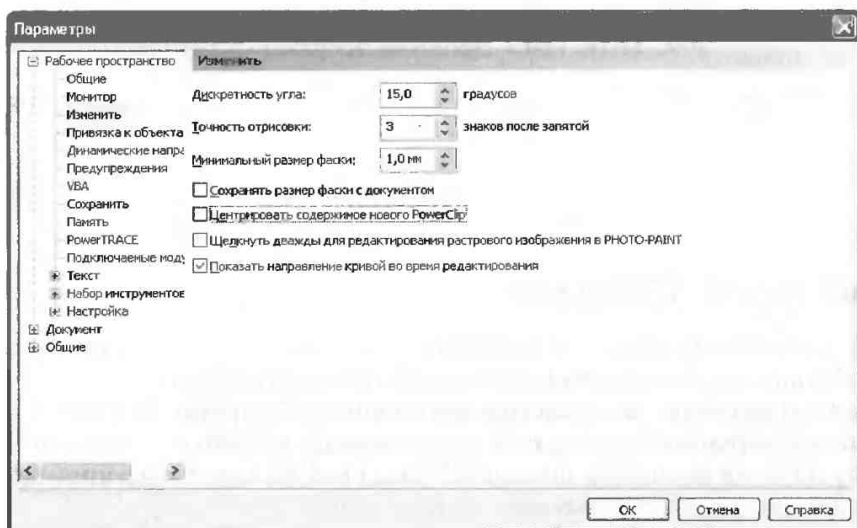 Параметры
Рабочее пространство
Общие
Монитор
Изменить
Привязка к объекта
Динамические напра
Предупреждения
VBA
Сохранить
Память
PowerTRACE
Подключаемые моду
Текст
Набор инструментов
Настройка
Документ
Общие
Изменить
Дискретность угла: 15,0 градусов
Точность отрисовки: 3 знаков после запятой
Минимальный размер фаски: 1,0 мм
Сохранять размер фаски с документом
Центрировать содержимое нового PowerClip
Щелкнуть дважды для редактирования растрового изображения в PHOTO-PAINT
Показать направление кривой во время редактирования
ОК Отмена Справка